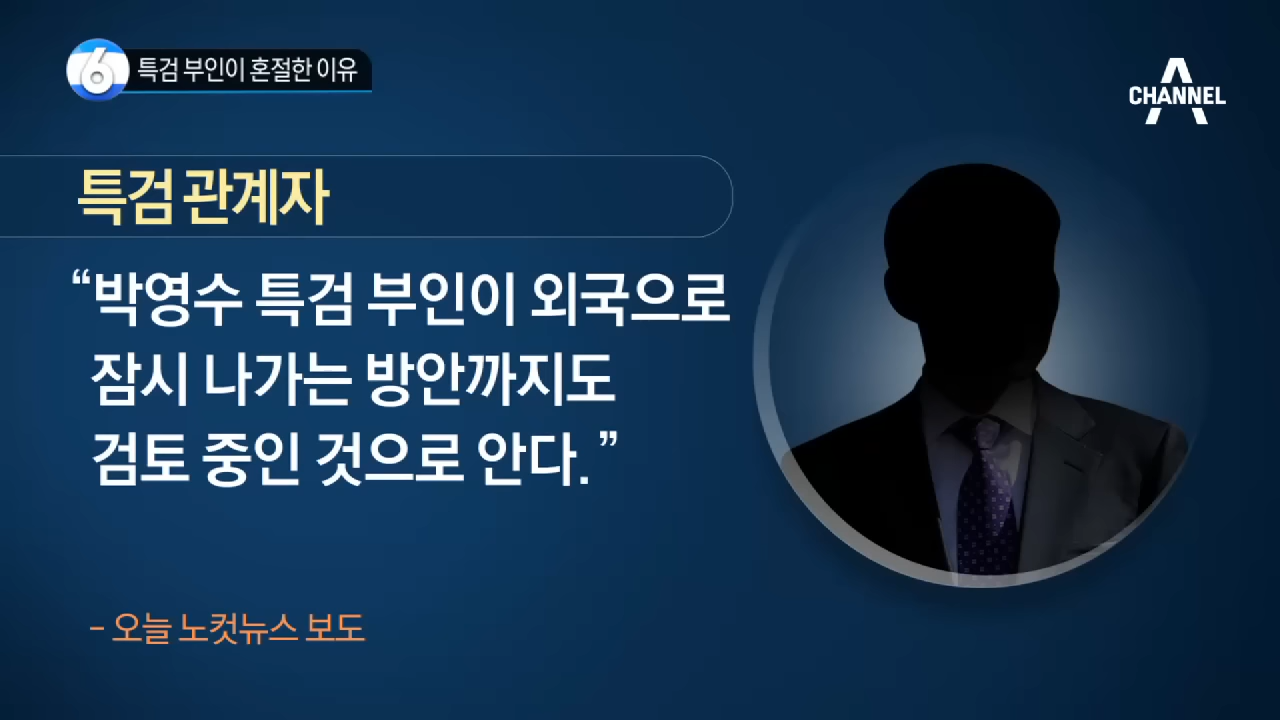 6 특검 부인이 혼절한 이유
CHANNEL A
특검 관계자
“박영수 특검 부인이 외국으로
잠시 나가는 방안까지도
검토 중인 것으로 안다.”
- 오늘 노컷뉴스 보도